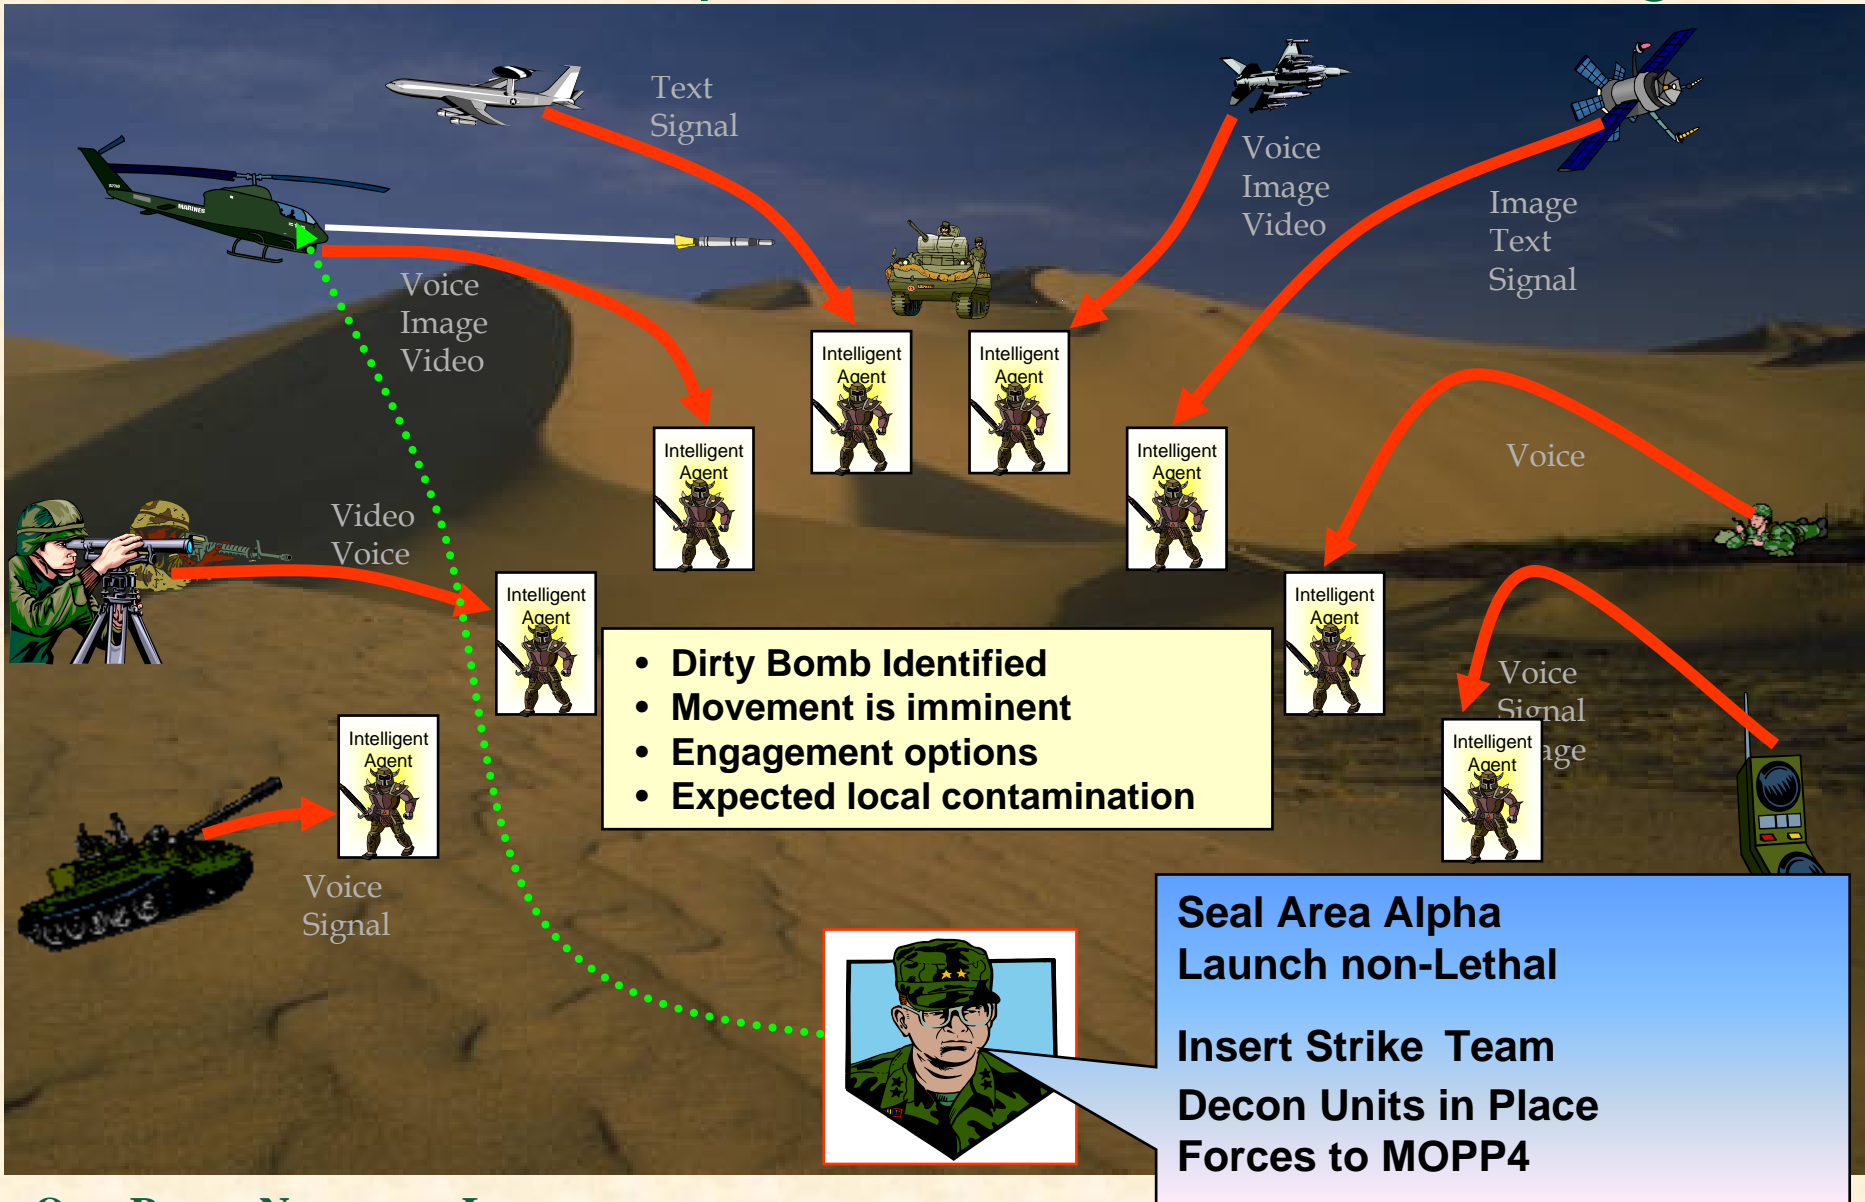 Text
Signal
Voice
Image
Video
Image
Text
Signal
MARINES
Voice
Image
Video
Intelligent
Agent
Intelligent
Agent
Intelligent
Agent
Intelligent
Agent
Voice
Video
Voice
Intelligent
Agent
Intelligent
Agent
• Dirty Bomb Identified
• Movement is imminent
• Engagement options
• Expected local contamination
Voice
Signal
Intelligent
Agent
Intelligent
Agent
Voice
Signal
Seal Area Alpha
Launch non-Lethal
Insert Strike Team
Decon Units in Place
Forces to MOPP4